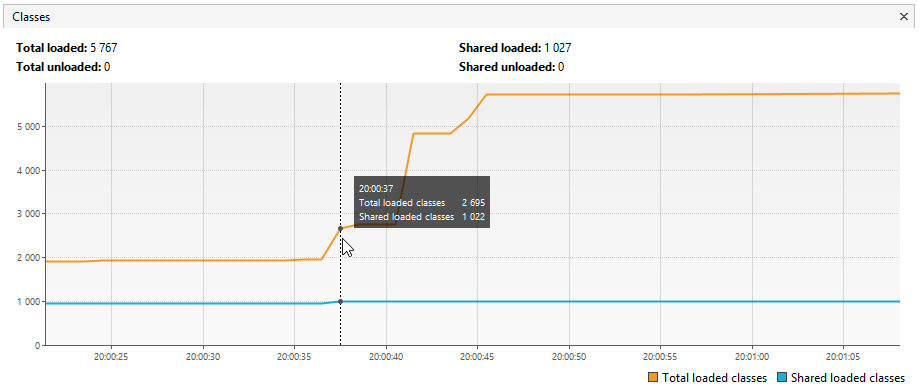 Classes
Total loaded: 5 767 Shared loaded: 1 027
Total unloaded: 0 Shared unloaded: 0
5 000
4 000
3 000
2 000
1 000
0
20:00:37
Total loaded classes 2 695
Shared loaded classes 1 022
20:00:25 20:00:30 20:00:35 20:00:40 20:00:45 20:00:50 20:00:55 20:01:00 20:01:05
Total loaded classes Shared loaded classes